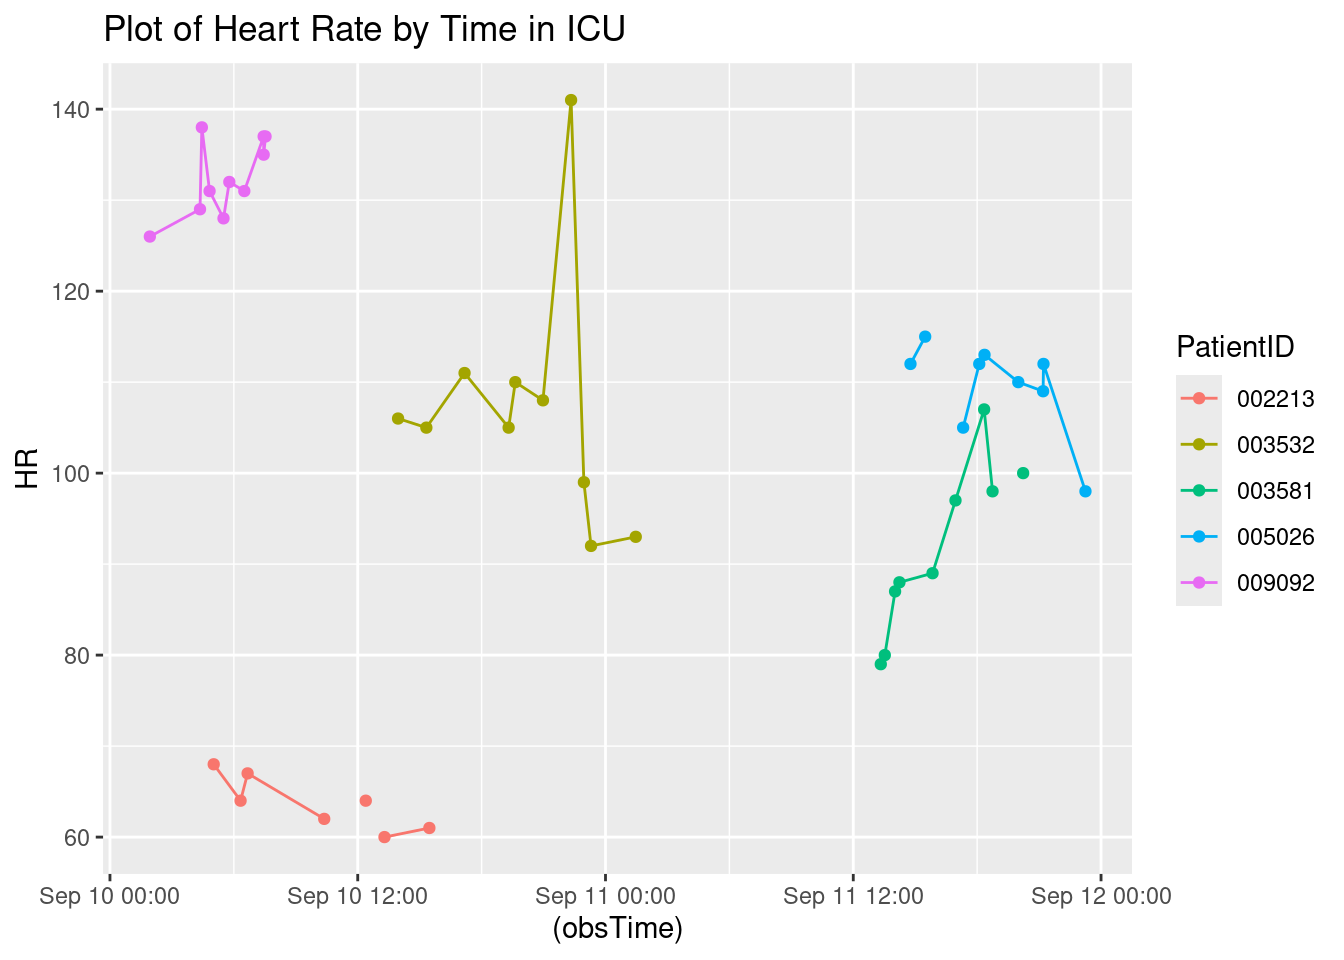 Plot of Heart Rate by Time in ICU
140
120
100
80
60
HR
Sep 10 00:00
Sep 10 12:00
Sep 11 00:00
Sep 11 12:00
Sep 12 00:00
(obsTime)
PatientID
002213
003532
003581
005026
009092